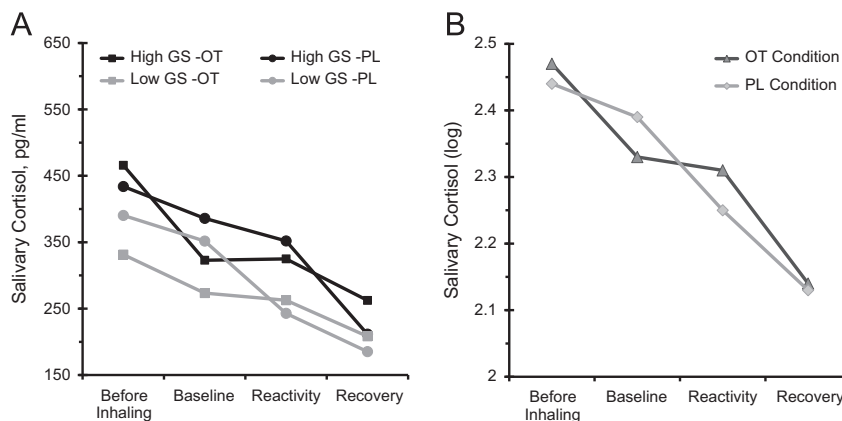 A
Salivary Cortisol, pg/ml
650
550
450
350
250
150
High GS -OT
High GS -PL
Low GS -OT
Low GS -PL
Before
Inhaling
Baseline
Reactivity
Recovery
B
Salivary Cortisol (log)
2.5
2.4
2.3
2.2
2.1
2
OT Condition
PL Condition
Before
Inhaling
Baseline
Reactivity
Recovery